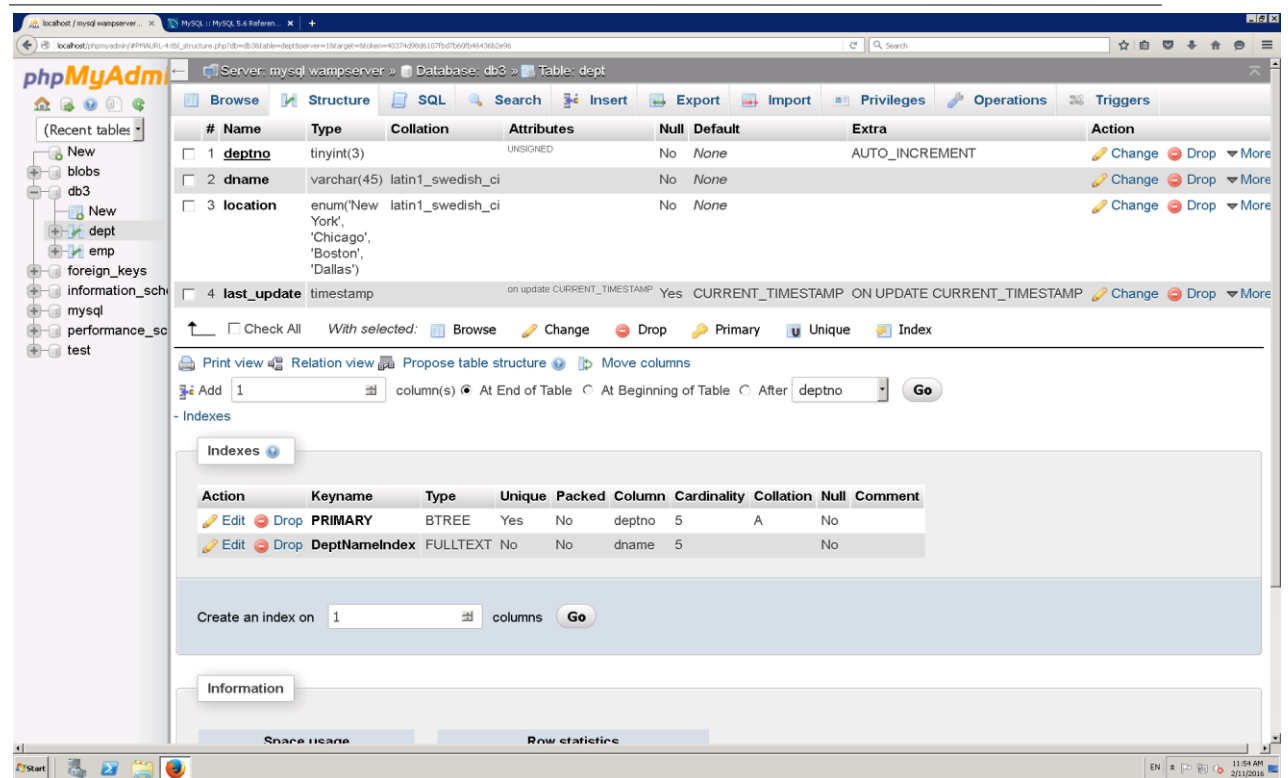 localhost / mysql wampserver... × MySQL :: MySQL 5.6 Referen... × +
localhost/phpmyadmin/#PMAURL-4:tbl_structure.php?db=db3&table=dept&server=1&target=&token= Search
phpMyAdmi
Server: mysql wampserver » Database: db3 » Table: dept
Browse Structure SQL Search Insert Export Import Privileges Operations Triggers
(Recent tables
New
blobs
db3
New
dept
emp
foreign_keys
information_sch
mysql
performance_sc
test
# Name Type Collation Attributes Null Default Extra Action
1 deptno tinyint(3) UNSIGNED No None AUTO_INCREMENT Change Drop More
2 dname varchar(45) latin1_swedish_ci No None Change Drop More
3 location enum('New latin1_swedish_ci No None Change Drop More
York',
'Chicago',
'Boston',
'Dallas')
4 last_update timestamp on update CURRENT_TIMESTAMP Yes CURRENT_TIMESTAMP ON UPDATE CURRENT_TIMESTAMP Change Drop More
Check All With selected: Browse Change Drop Primary Unique Index
Print view Relation view Propose table structure Move columns
Add 1 column(s) At End of Table At Beginning of Table After deptno Go
- Indexes
Indexes
Action Keyname Type Unique Packed Column Cardinality Collation Null Comment
Edit Drop PRIMARY BTREE Yes No deptno 5 A No
Edit Drop DeptNameIndex FULLTEXT No No dname 5 No
Create an index on 1 columns Go
Information
Space usage Row statistics
Start EN 11:54 AM
2/11/2016